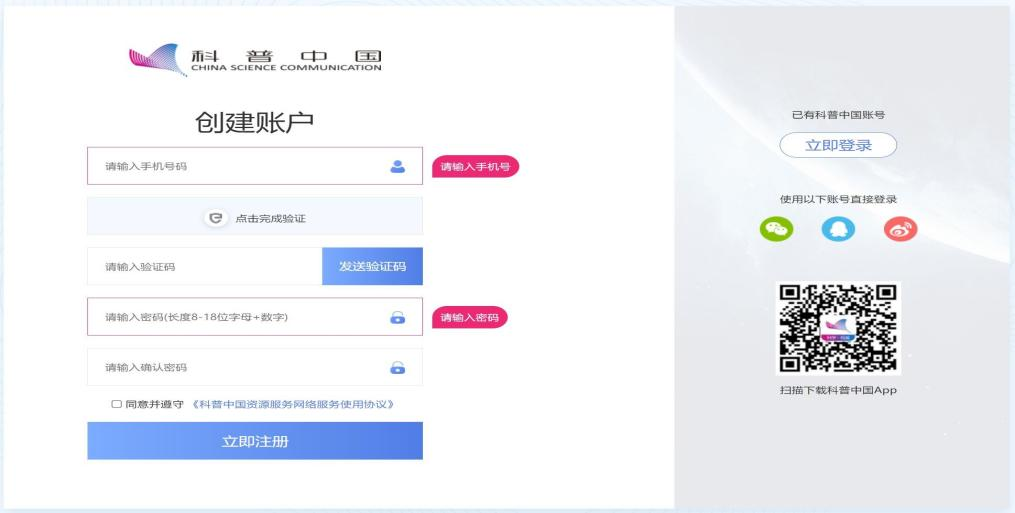 科普中国
CHINA SCIENCE COMMUNICATION
创建账户
请输入手机号码
请输入手机号
点击完成验证
请输入验证码
发送验证码
请输入密码(长度8-18位字母+数字)
请输入密码
请输入确认密码
同意并遵守 《科普中国资源服务网络服务使用协议》
立即注册
已有科普中国账号
立即登录
使用以下账号直接登录
扫描下载科普中国App